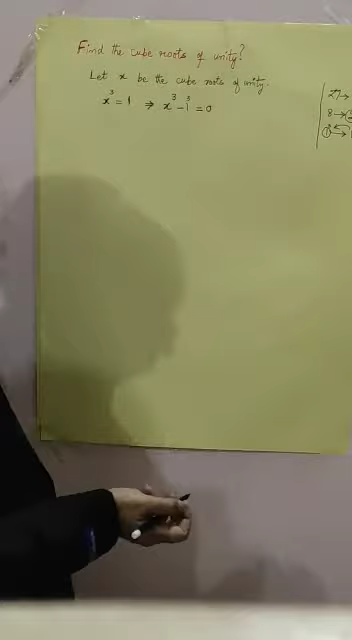 Find the cube roots of unity?
Let x be the cube roots of unity.
x³ = 1 ⇒ x³ - 1³ = 0
27→
8→
1→